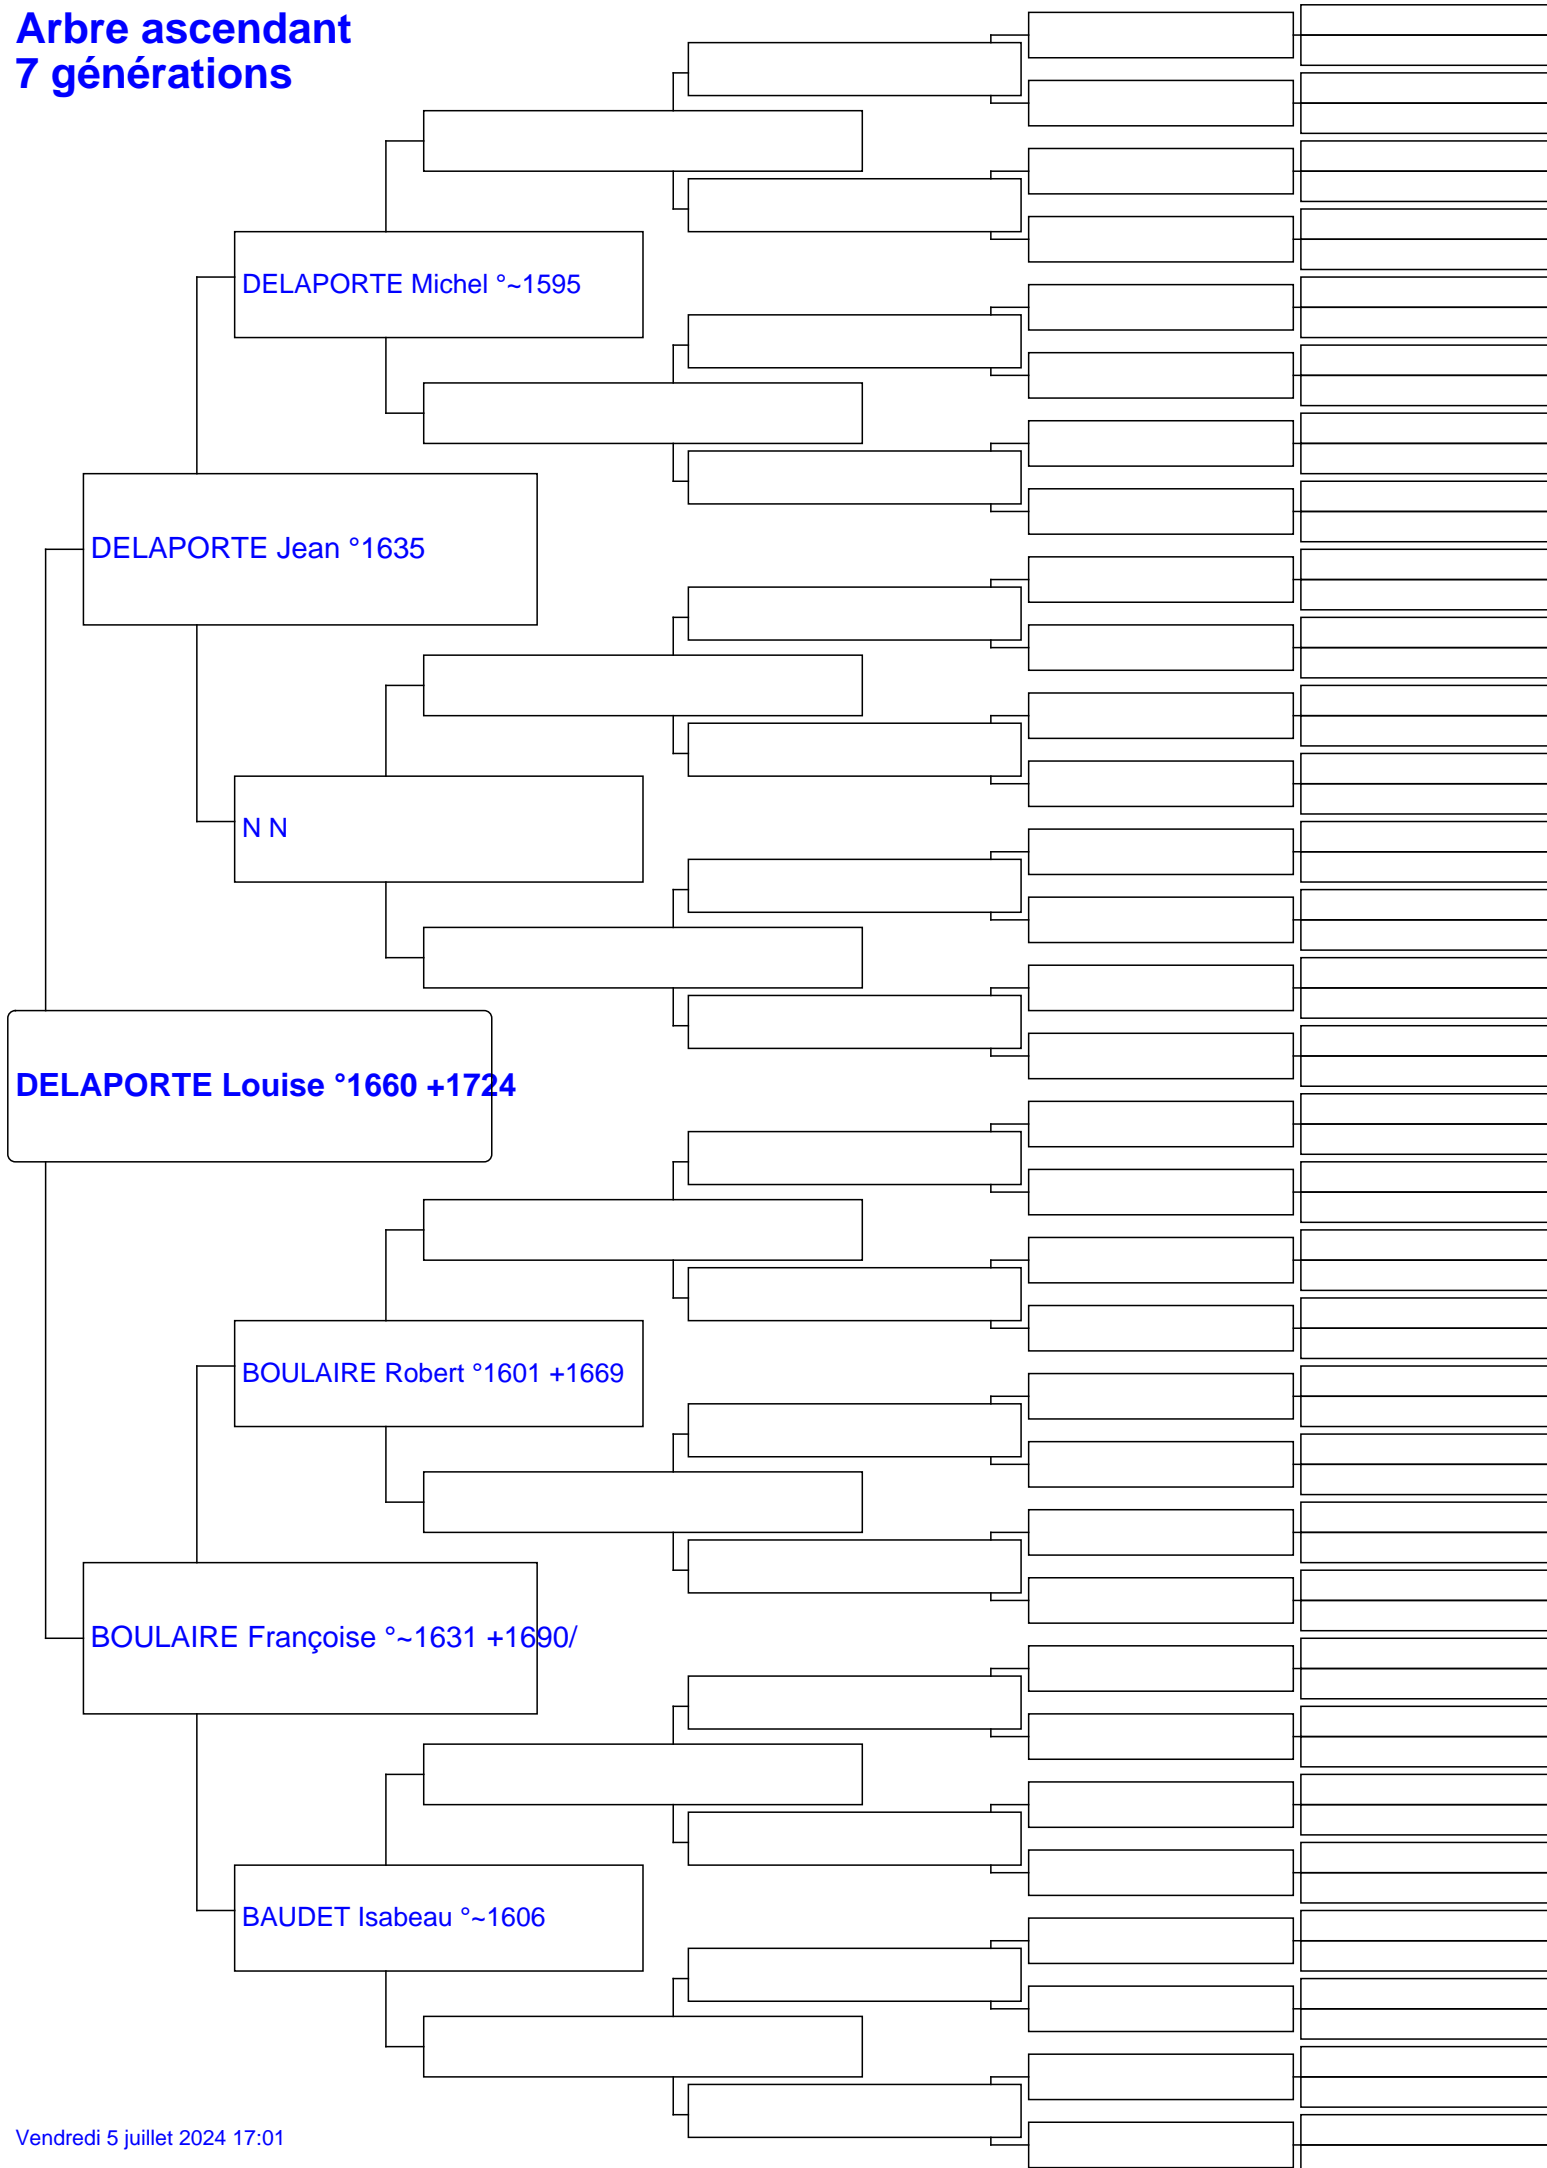 Arbre ascendant
7 générations
DELAPORTE Michel °~1595
DELAPORTE Jean °1635
N N
DELAPORTE Louise °1660 +1724
BOULAIRE Robert °1601 +1669
BOULAIRE Françoise °~1631 +1690/
BAUDET Isabeau °~1606
Vendredi 5 juillet 2024 17:01